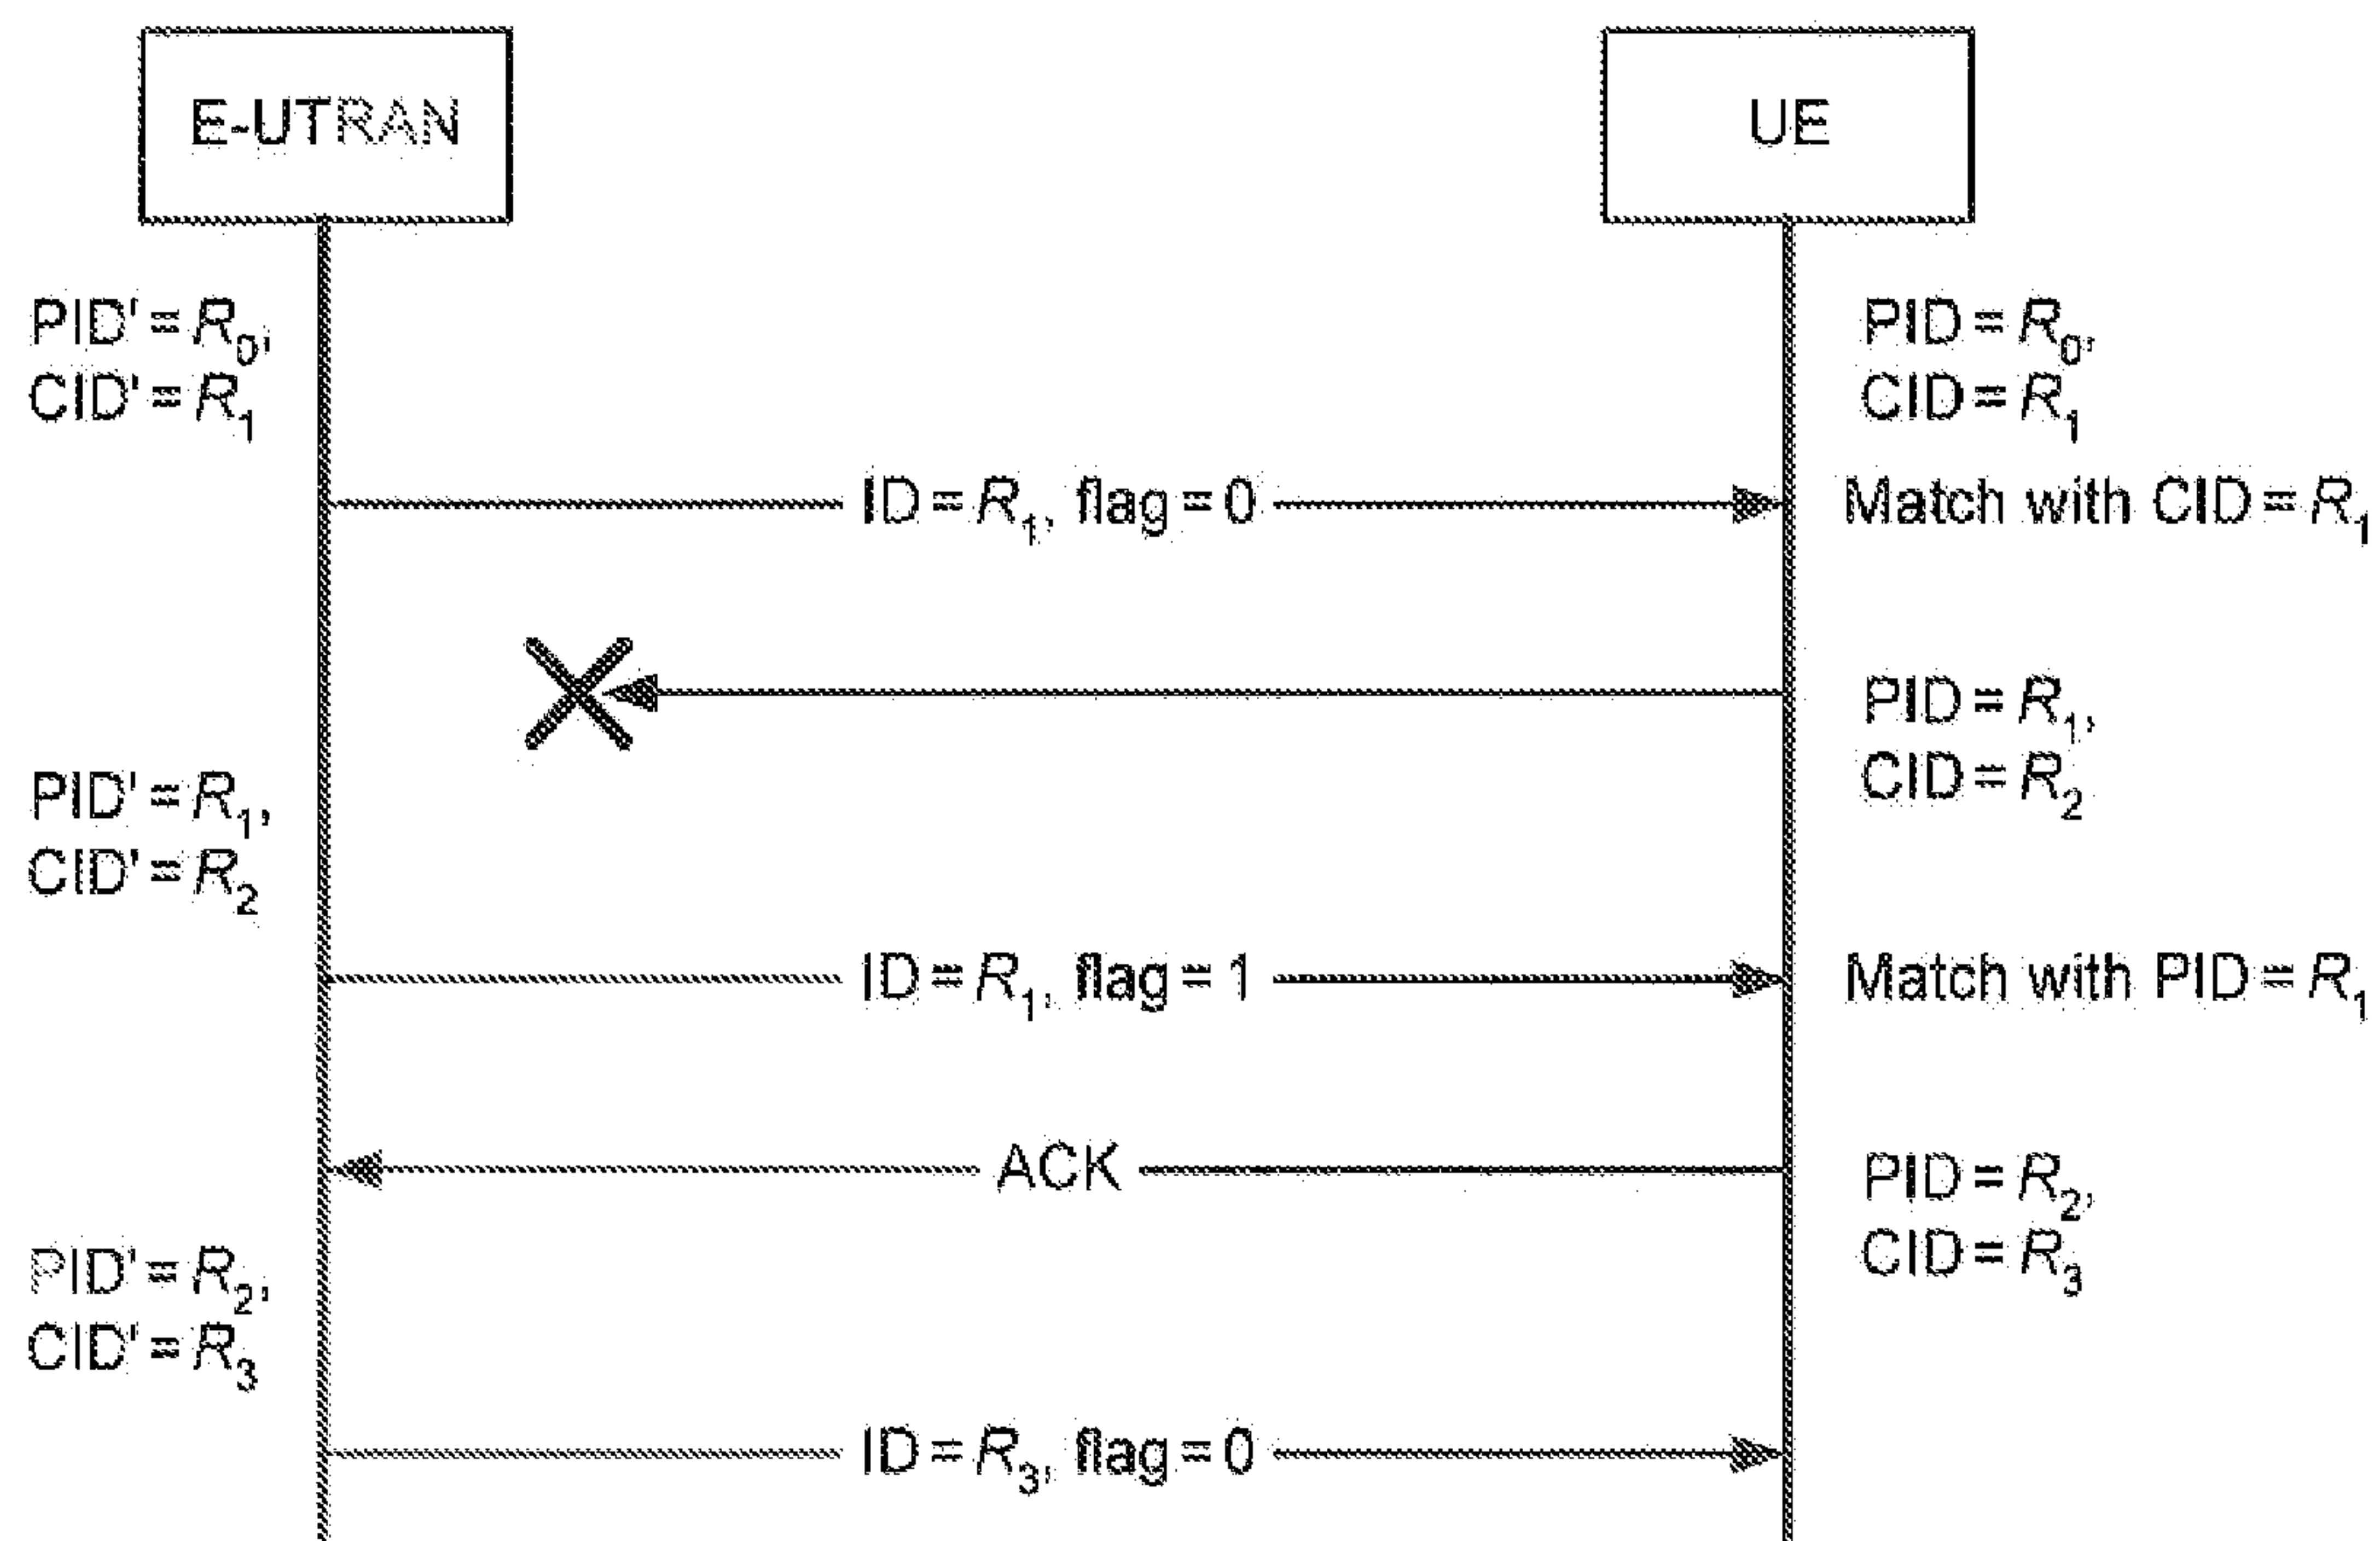 E-UTRAN
UE
PID' = R0,
CID' = R1
PID = R0,
CID = R1
ID = R1, flag = 0
Match with CID = R1
PID = R1,
CID = R2
PID' = R1,
CID' = R2
ID = R1, flag = 1
Match with PID = R1
ACK
PID = R2,
CID = R3
PID' = R2,
CID' = R3
ID = R3, flag = 0